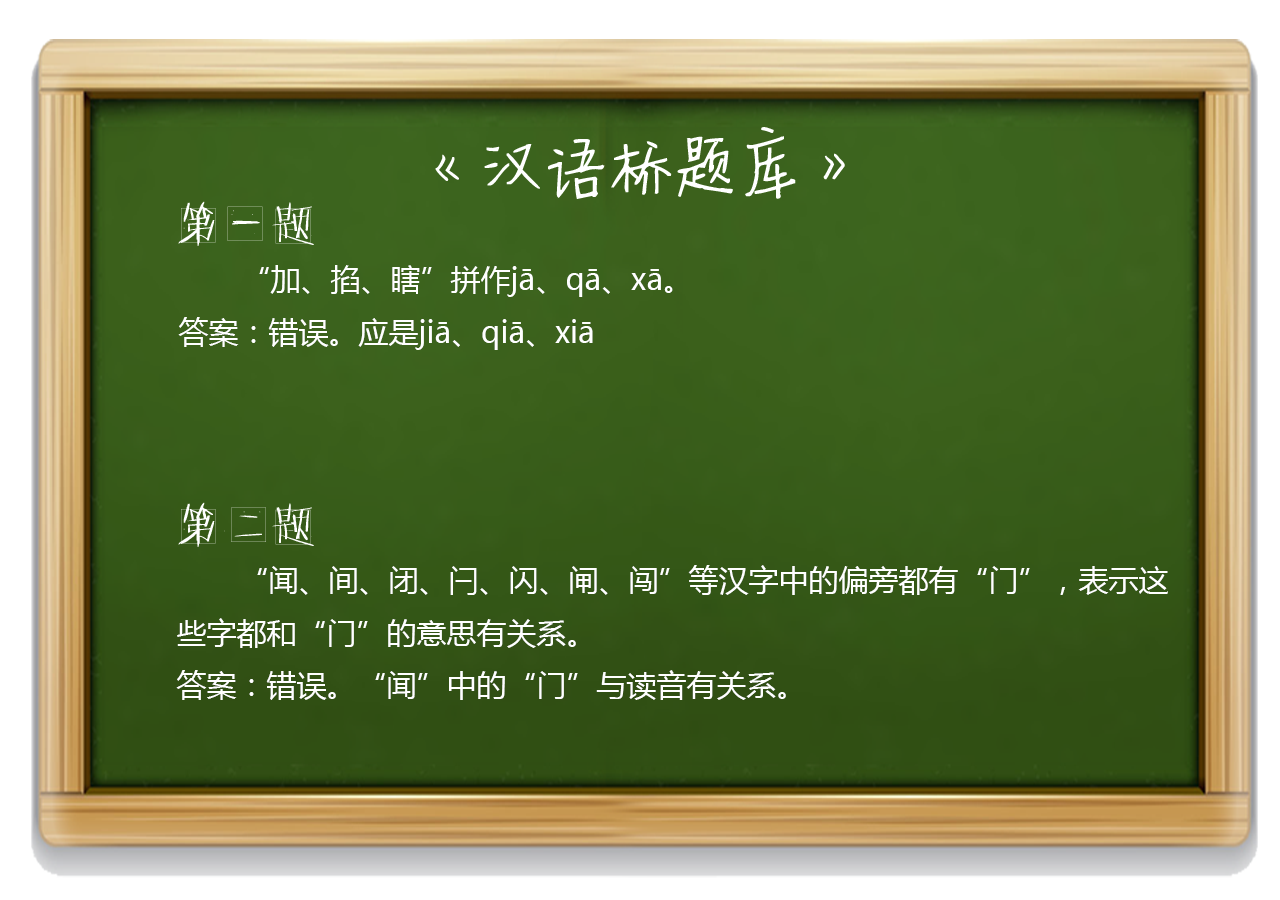 《汉语桥题库》
第一题
“加、掐、瞎”拼作jā、qā、xā。
答案：错误。应是jiā、qiā、xiā
第二题
“闻、间、闭、闩、闪、闸、闯”等汉字中的偏旁都有“门”，表示这
些字都和“门”的意思有关系。
答案：错误。“闻”中的“门”与读音有关系。